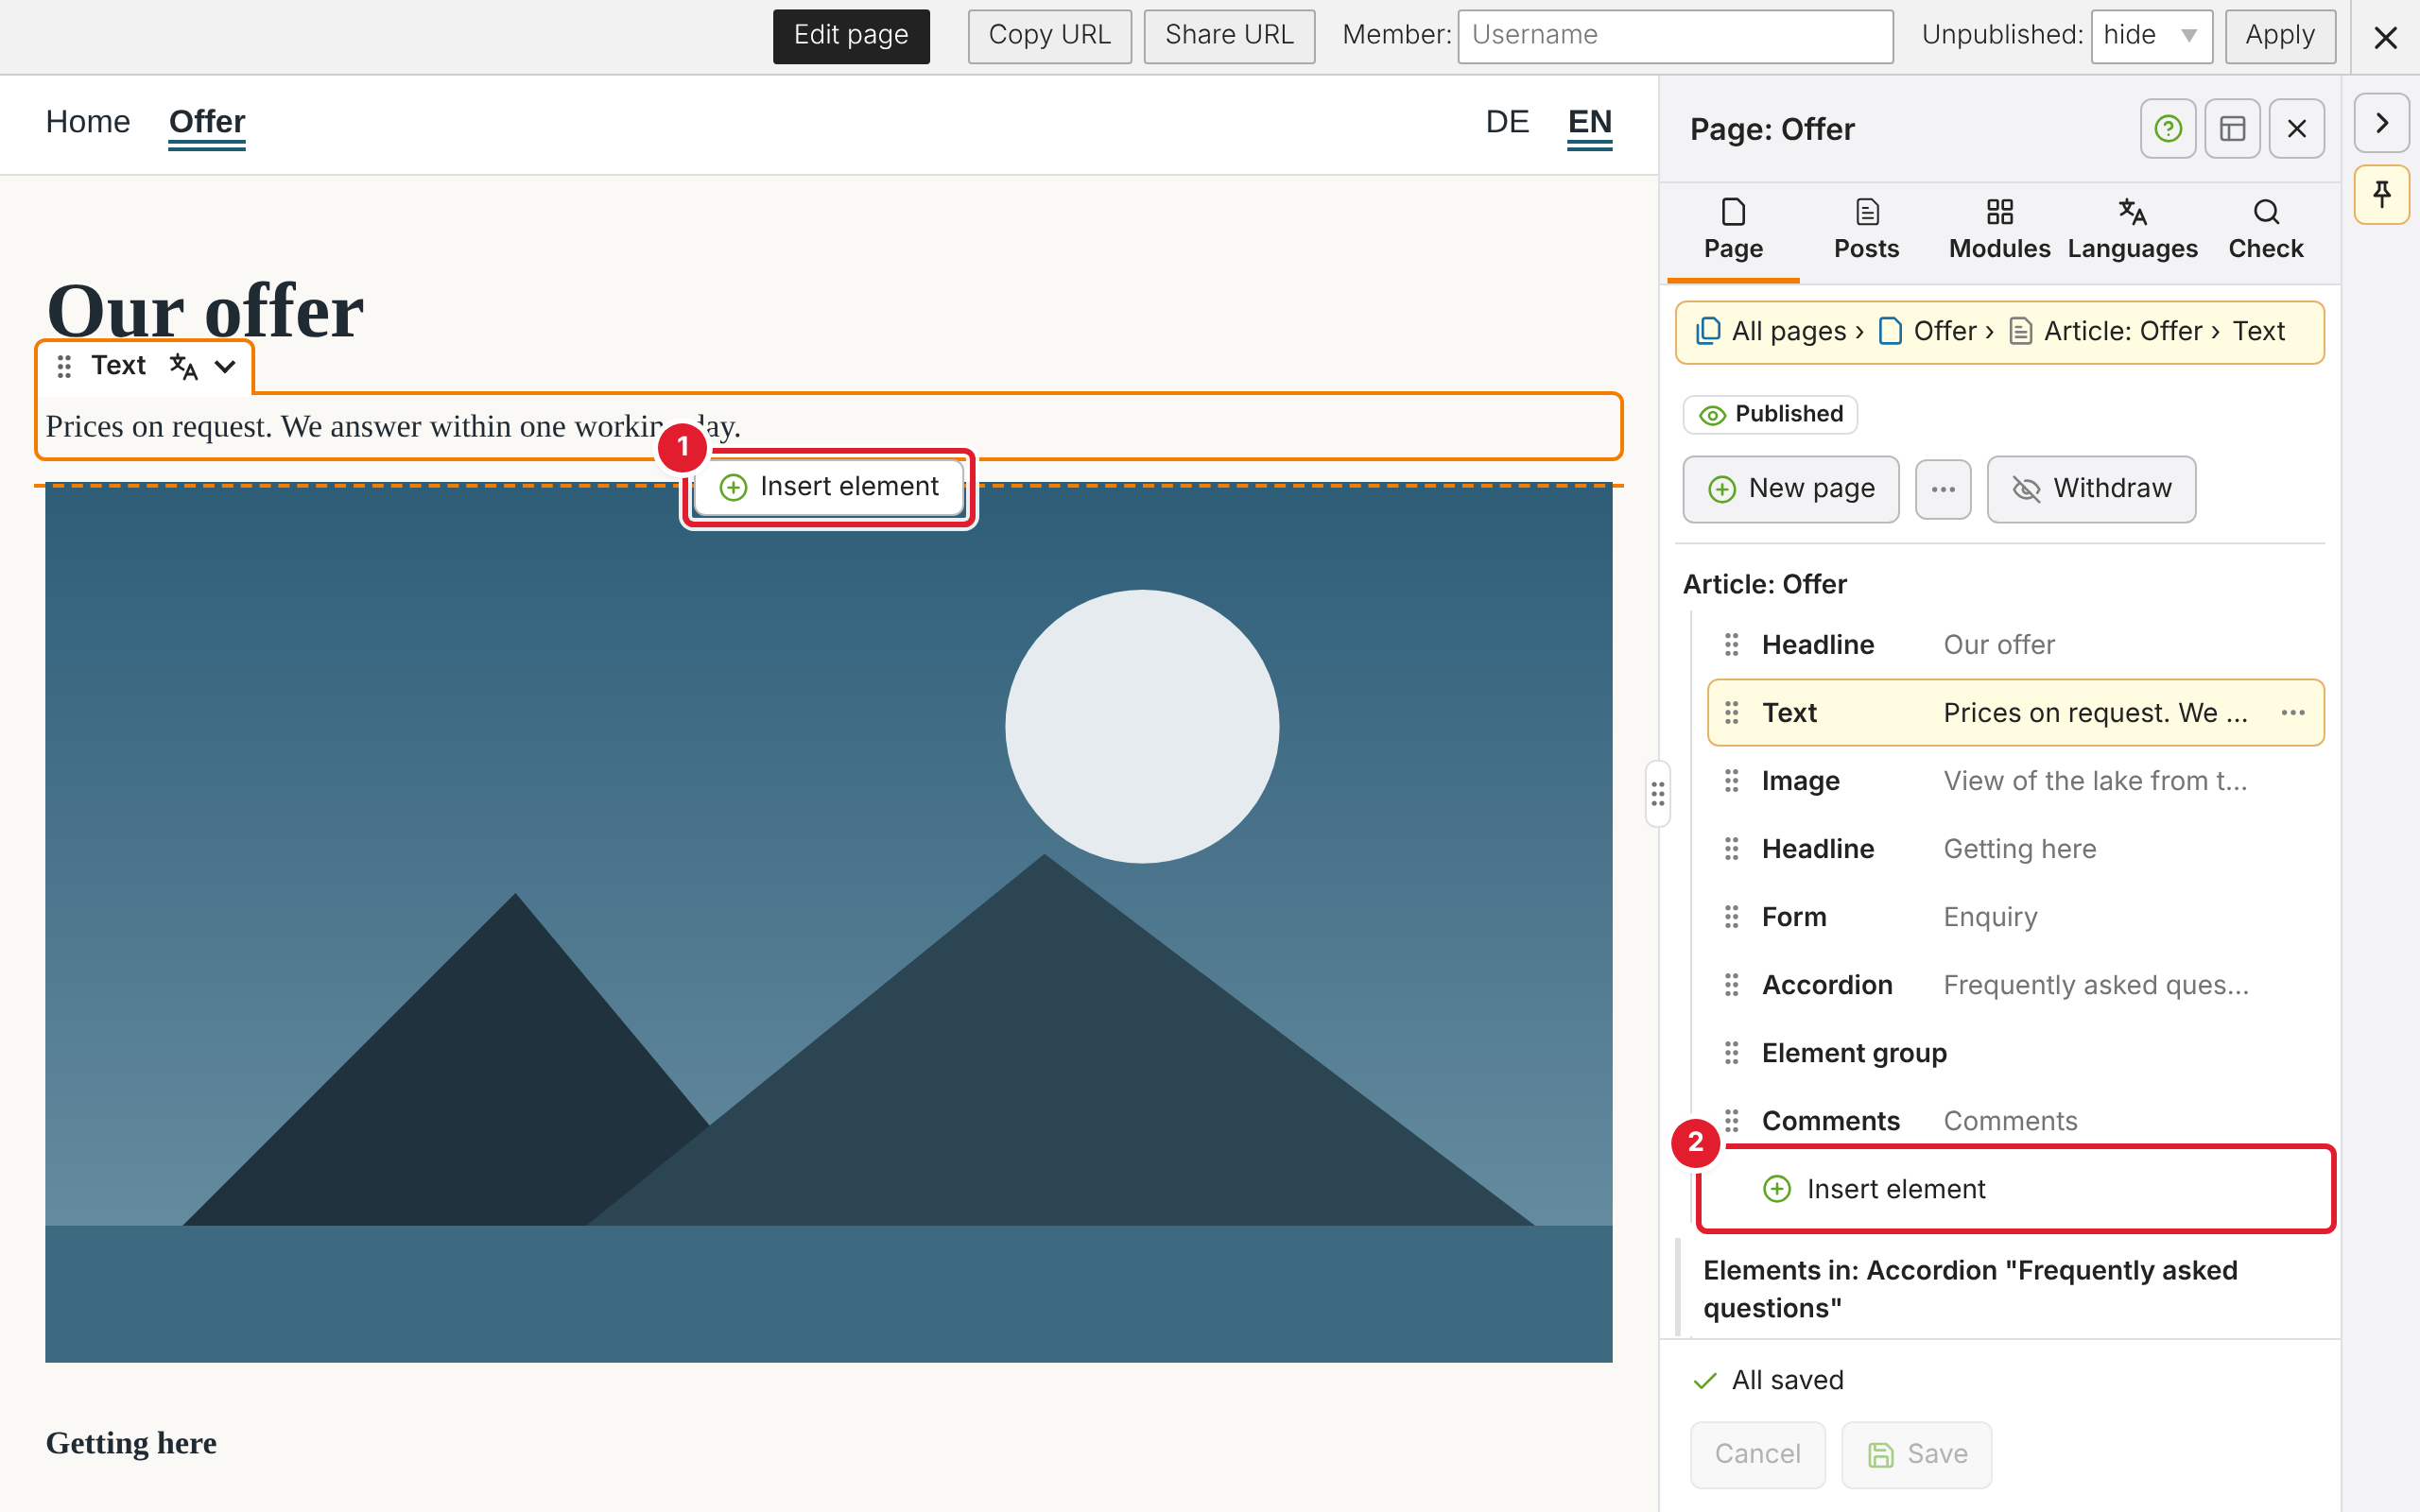 Edit page
Copy URL
Share URL
Member:
Username
Unpublished:
hide
Apply
Home
Offer
DE
EN
Our offer
Text
Prices on request. We answer within one workin ay.
1
Insert element
Getting here
Page: Offer
Page
Posts
Modules
Languages
Check
All pages › Offer › Article: Offer › Text
Published
New page
Withdraw
Article: Offer
Headline Our offer
Text Prices on request. We ...
Image View of the lake from t...
Headline Getting here
Form Enquiry
Accordion Frequently asked ques...
Element group
Comments Comments
2
Insert element
Elements in: Accordion "Frequently asked
questions"
All saved
Cancel
Save